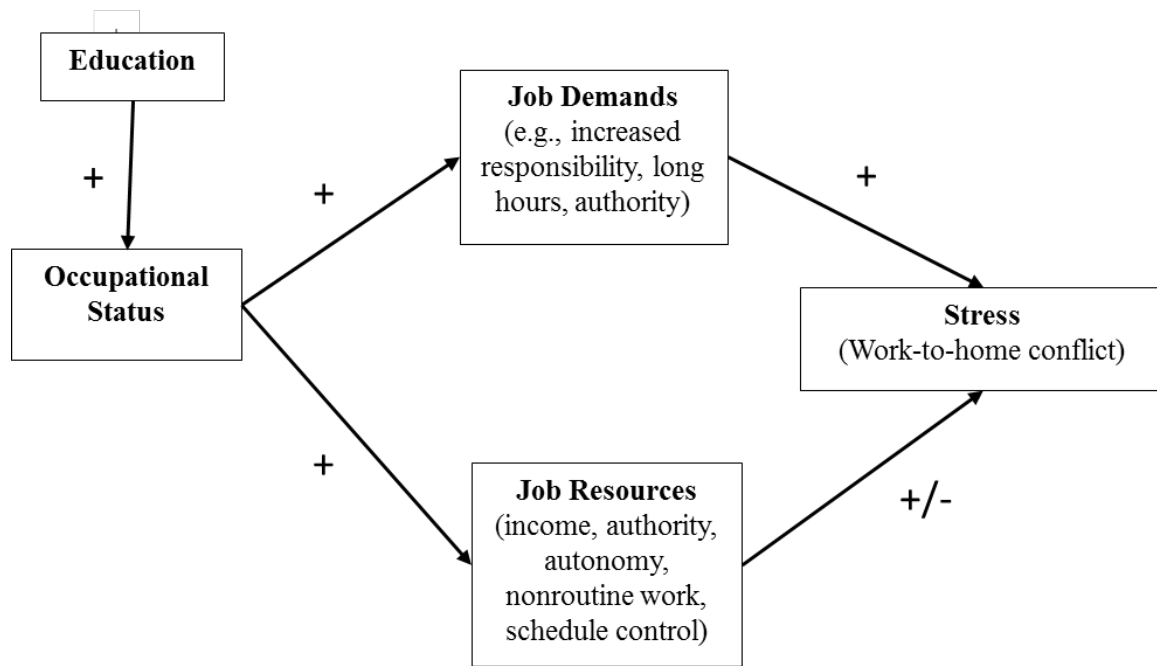 Education
+
Occupational
Status
+
+
Job Demands
(e.g., increased
responsibility, long
hours, authority)
+
Stress
(Work-to-home conflict)
Job Resources
(income, authority,
autonomy,
nonroutine work,
schedule control)
+/-